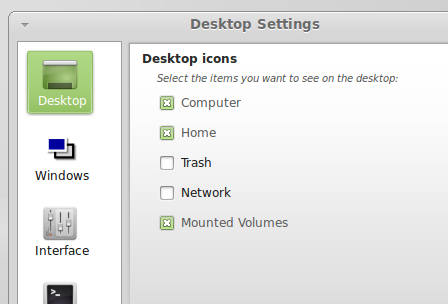 Desktop Settings
Desktop icons
Select the items you want to see on the desktop:
Desktop
Computer
Home
Trash
Windows
Network
Mounted Volumes
Interface
>_